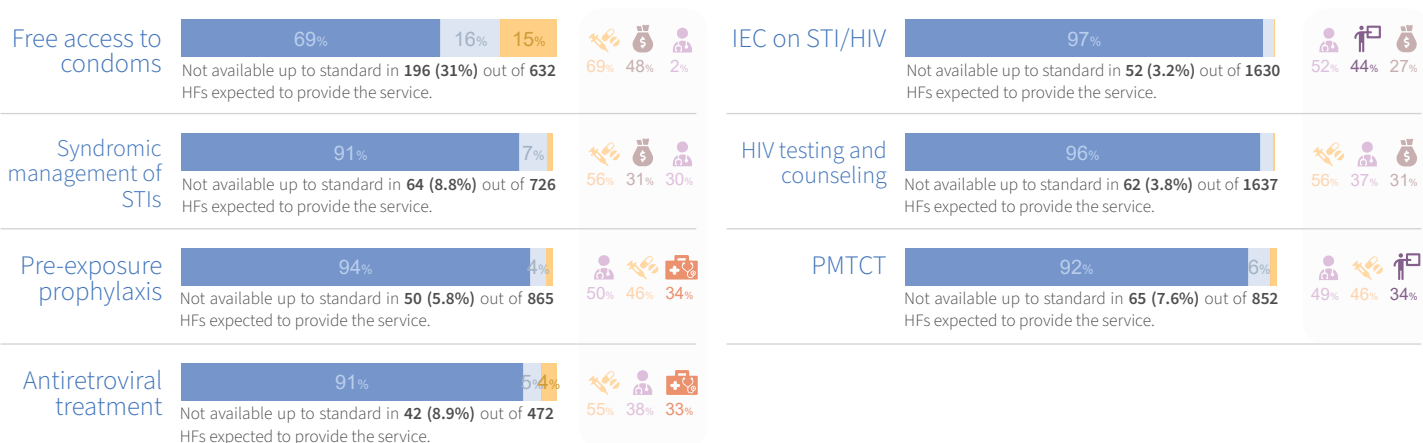 Free access to
condoms
69% 16% 15%
Not available up to standard in 196 (31%) out of 632
HFs expected to provide the service.
69% 48% 2%
Syndromic
management of
STIs
91% 7%
Not available up to standard in 64 (8.8%) out of 726
HFs expected to provide the service.
56% 31% 30%
Pre-exposure
prophylaxis
94% 4%
Not available up to standard in 50 (5.8%) out of 865
HFs expected to provide the service.
50% 46% 34%
Antiretroviral
treatment
91% 5% 4%
Not available up to standard in 42 (8.9%) out of 472
HFs expected to provide the service.
55% 38% 33%
IEC on STI/HIV
97%
Not available up to standard in 52 (3.2%) out of 1630
HFs expected to provide the service.
52% 44% 27%
HIV testing and
counseling
96%
Not available up to standard in 62 (3.8%) out of 1637
HFs expected to provide the service.
56% 37% 31%
PMTCT
92% 6%
Not available up to standard in 65 (7.6%) out of 852
HFs expected to provide the service.
49% 46% 34%